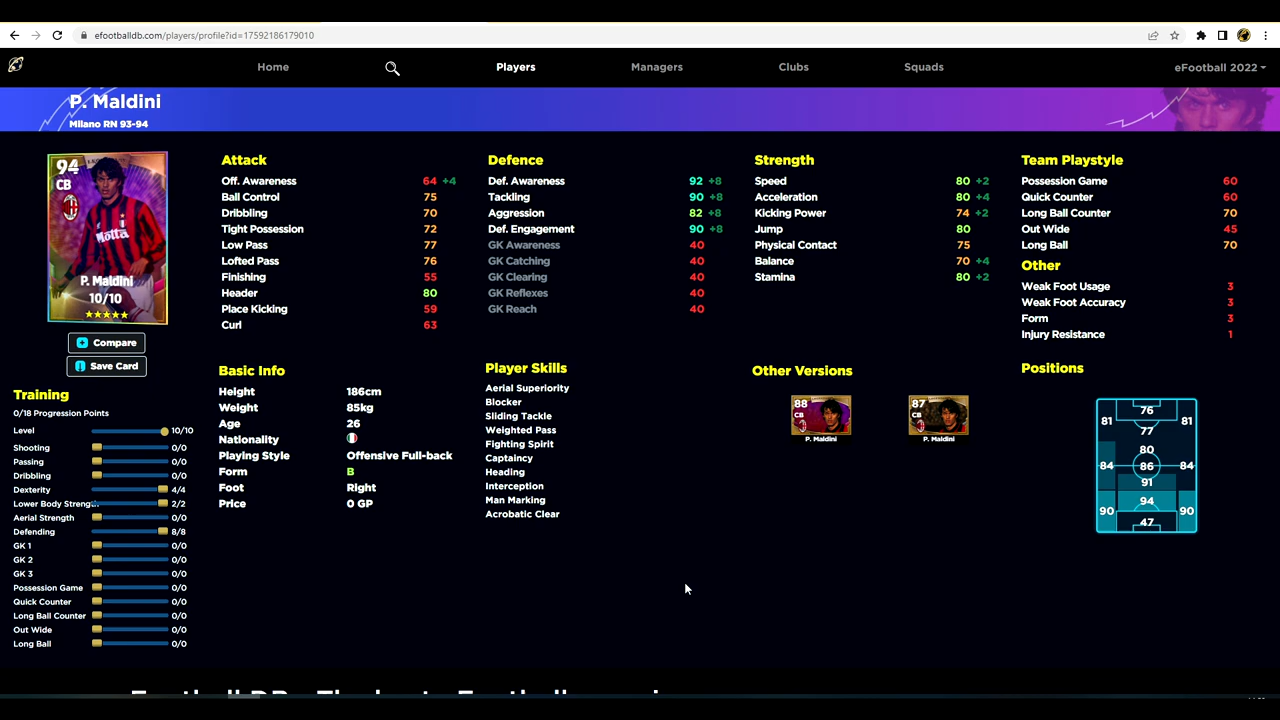 efootballdb.com/players/profile?id=17592186179010
Home Players Managers Clubs Squads eFootball 2022
P. Maldini
Milano RN 93-94
94
CB
Motta
P. Maldini
10/10
Compare
Save Card
Training
0/18 Progression Points
Level 10/10
Shooting 0/0
Passing 0/0
Dribbling 0/0
Dexterity 4/4
Lower Body Strength 2/2
Aerial Strength 0/0
Defending 8/8
GK 1 0/0
GK 2 0/0
GK 3 0/0
Possession Game 0/0
Quick Counter 0/0
Long Ball Counter 0/0
Out Wide 0/0
Long Ball 0/0
Attack
Off. Awareness 64 +4
Ball Control 75
Dribbling 70
Tight Possession 72
Low Pass 77
Lofted Pass 76
Finishing 55
Header 80
Place Kicking 59
Curl 63
Defence
Def. Awareness 92 +8
Tackling 90 +8
Aggression 82 +8
Def. Engagement 90 +8
GK Awareness 40
GK Catching 40
GK Clearing 40
GK Reflexes 40
GK Reach 40
Strength
Speed 80 +2
Acceleration 80 +4
Kicking Power 74 +2
Jump 80
Physical Contact 75
Balance 70 +4
Stamina 80 +2
Team Playstyle
Possession Game 60
Quick Counter 60
Long Ball Counter 70
Out Wide 45
Long Ball 70
Other
Weak Foot Usage 3
Weak Foot Accuracy 3
Form 3
Injury Resistance 1
Basic Info
Height 186cm
Weight 85kg
Age 26
Nationality
Playing Style Offensive Full-back
Form B
Foot Right
Price 0 GP
Player Skills
Aerial Superiority
Blocker
Sliding Tackle
Weighted Pass
Fighting Spirit
Captaincy
Heading
Interception
Man Marking
Acrobatic Clear
Other Versions
88
CB
P. Maldini
87
CB
P. Maldini
Positions
76
81 81
77
80
84 86 84
91
94
90 90
47